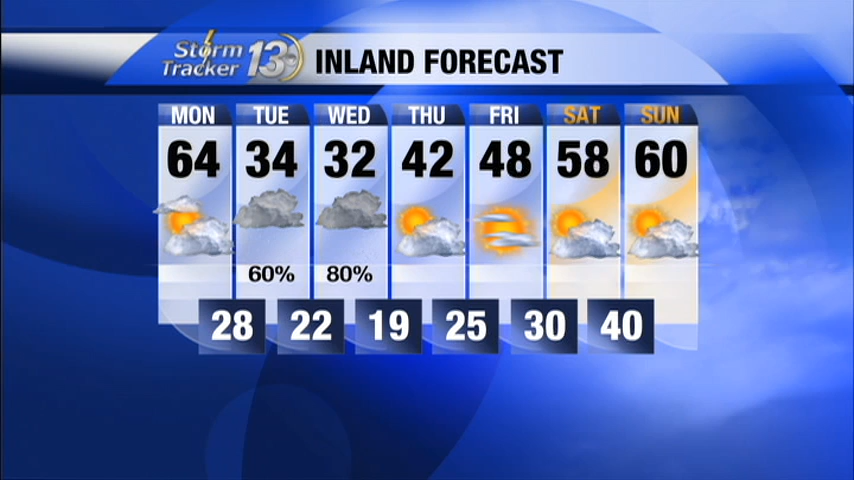 Storm
Tracker 13
INLAND FORECAST
MON TUE WED THU FRI SAT SUN
64 34 32 42 48 58 60
60% 80%
28 22 19 25 30 40